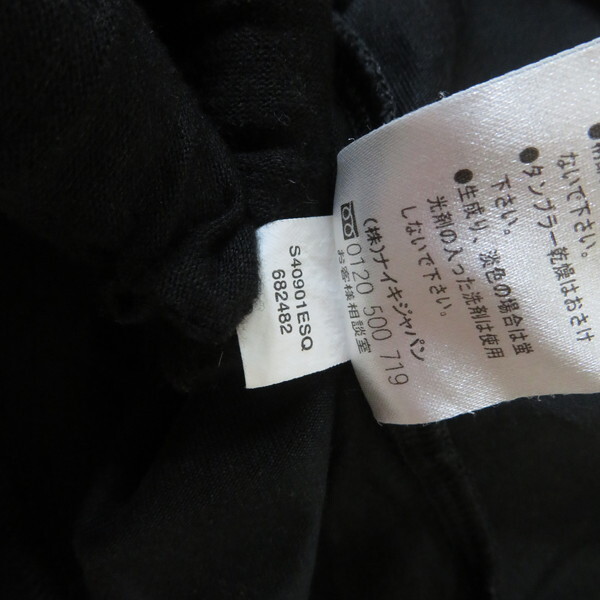 ないで下さい。
●タンブラー乾燥はおさけ
下さい。
●生成り、淡色の場合は蛍
光剤の入った洗剤は使用
しないで下さい。
(株)ナイキジャパン
0120 500 719
お客様相談室
S40901ESQ
682482